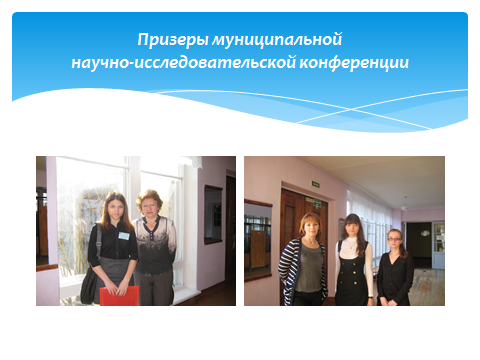 Призеры муниципальной
научно-исследовательской конференции